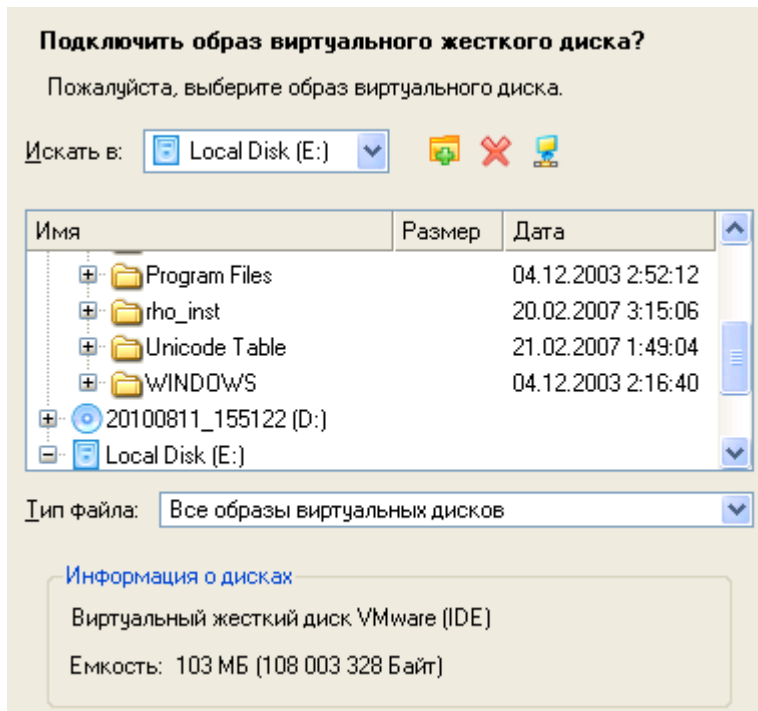 Подключить образ виртуального жесткого диска?
Пожалуйста, выберите образ виртуального диска.
Искать в: Local Disk (E:)
Имя Размер Дата
Program Files 04.12.2003 2:52:12
rho_inst 20.02.2007 3:15:06
Unicode Table 21.02.2007 1:49:04
WINDOWS 04.12.2003 2:16:40
20100811_155122 (D:)
Local Disk (E:)
Тип файла: Все образы виртуальных дисков
Информация о дисках
Виртуальный жесткий диск VMware (IDE)
Емкость: 103 МБ (108 003 328 Байт)